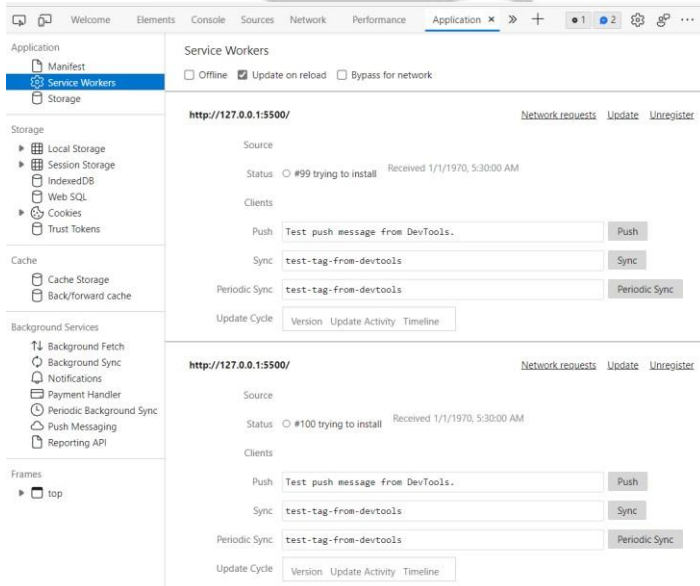 Welcome Elements Console Sources Network Performance Application × » + 1 2
Application
Manifest
Service Workers
Storage
Storage
Local Storage
Session Storage
IndexedDB
Web SQL
Cookies
Trust Tokens
Cache
Cache Storage
Back/forward cache
Background Services
Background Fetch
Background Sync
Notifications
Payment Handler
Periodic Background Sync
Push Messaging
Reporting API
Frames
top
Service Workers
Offline Update on reload Bypass for network
http://127.0.0.1:5500/ Network requests Update Unregister
Source
Status #99 trying to install Received 1/1/1970, 5:30:00 AM
Clients
Push Test push message from DevTools. Push
Sync test-tag-from-devtools Sync
Periodic Sync test-tag-from-devtools Periodic Sync
Update Cycle Version Update Activity Timeline
http://127.0.0.1:5500/ Network requests Update Unregister
Source
Status #100 trying to install Received 1/1/1970, 5:30:00 AM
Clients
Push Test push message from DevTools. Push
Sync test-tag-from-devtools Sync
Periodic Sync test-tag-from-devtools Periodic Sync
Update Cycle Version Update Activity Timeline